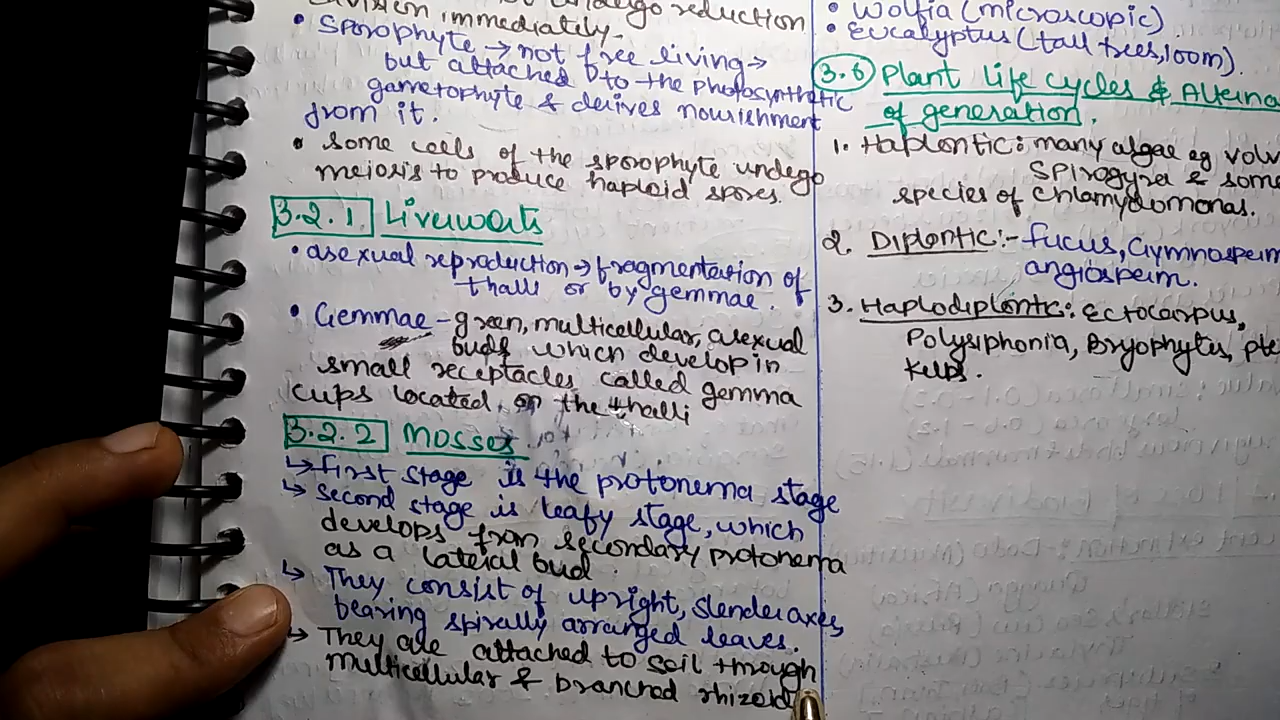 undego reduction
immediately.
• Sporophyte → not free living →
but attached to the photosynthetic
gametophyte & derives nourishment
from it.
• Some cells of the sporophyte undego
meiosis to produce haploid spores.
3.2.1 Liverworts
• asexual reproduction → fragmentation of
thalli or by gemmae.
• Gemmae – green, multicellular, asexual
buds which develop in
small receptacles called gemma
cups located on the thalli
3.2.2 Mosses
↳ First stage is the protonema stage
↳ Second stage is leafy stage, which
develops from secondary protonema
as a lateral bud.
↳ They consist of upright, slender axes,
bearing spirally arranged leaves.
↳ They are attached to soil through
multicellular & branched rhizoid
• Wolfia (microscopic)
• Eucalyptus (tall trees, 100m).
3.6 Plant Life Cycles & Alterna
of generation.
1. Haplontic: many algae eg Volv
Spirogyra & some
species of Chlamydomonas.
2. Diplontic:- fucus, Gymnosperm
angiosperm.
3. Haplodiplontic: Ectocarpus,
Polysiphonia, Bryophytes, pte
Kelps.